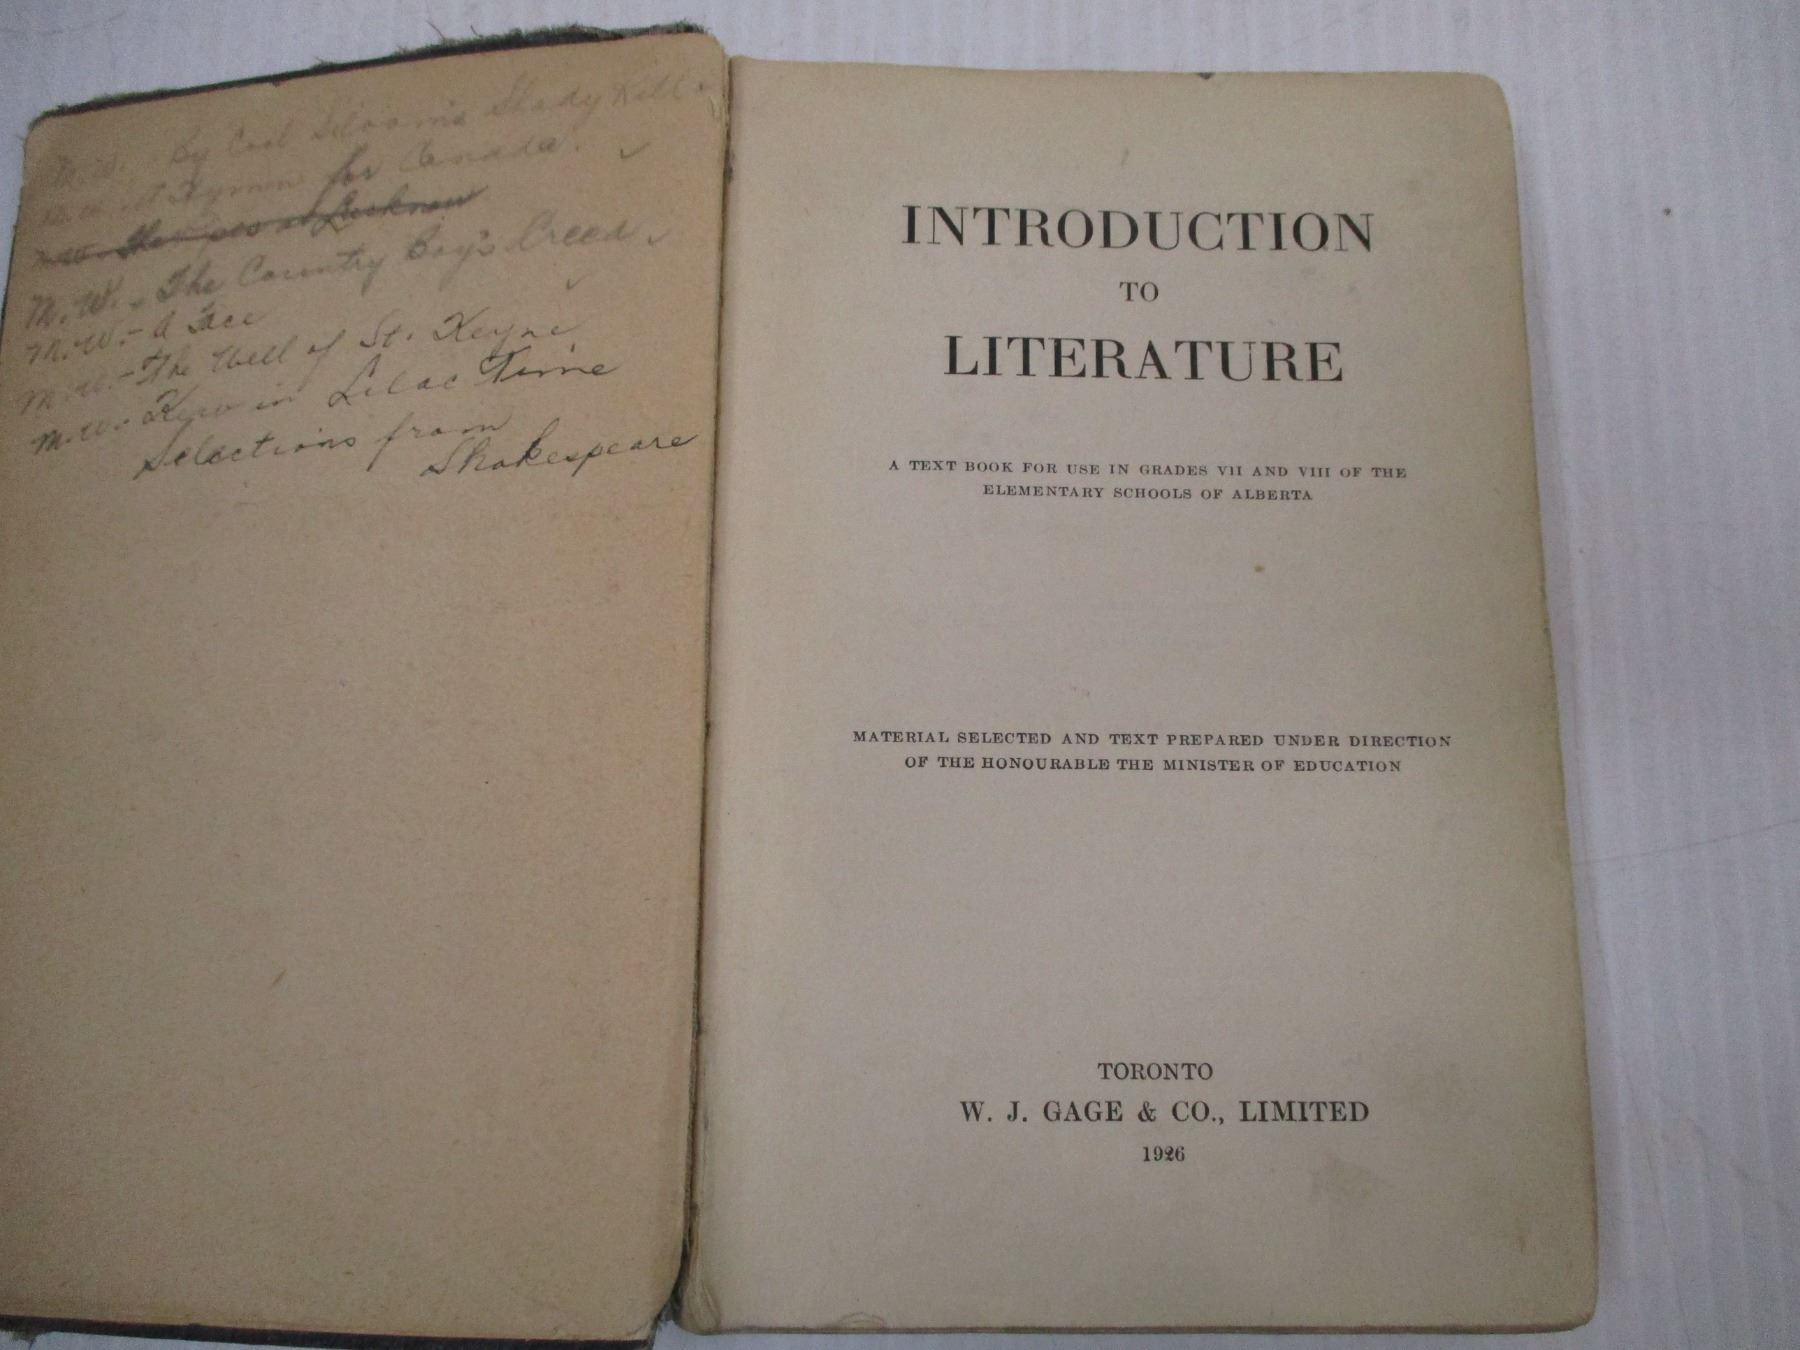 M.W. - By Cool Siloam's Shady Rill.
M.W. - A Hymn for Canada.
M.W. - The Pipes at Lucknow
M.W. - The Country Boy's Creed
M.W. - A Face
M.W. - The Well of St. Keyne
M.W. - Kew in Lilac Time
Selections from
Shakespeare
INTRODUCTION
TO
LITERATURE
A TEXT BOOK FOR USE IN GRADES VII AND VIII OF THE
ELEMENTARY SCHOOLS OF ALBERTA
MATERIAL SELECTED AND TEXT PREPARED UNDER DIRECTION
OF THE HONOURABLE THE MINISTER OF EDUCATION
TORONTO
W. J. GAGE & CO., LIMITED
1926